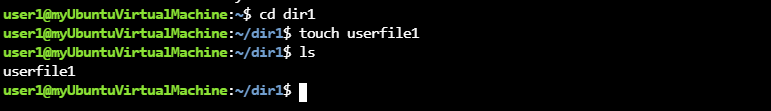 user1@myUbuntuVirtualMachine:~$ cd dir1
user1@myUbuntuVirtualMachine:~/dir1$ touch userfile1
user1@myUbuntuVirtualMachine:~/dir1$ ls
userfile1
user1@myUbuntuVirtualMachine:~/dir1$